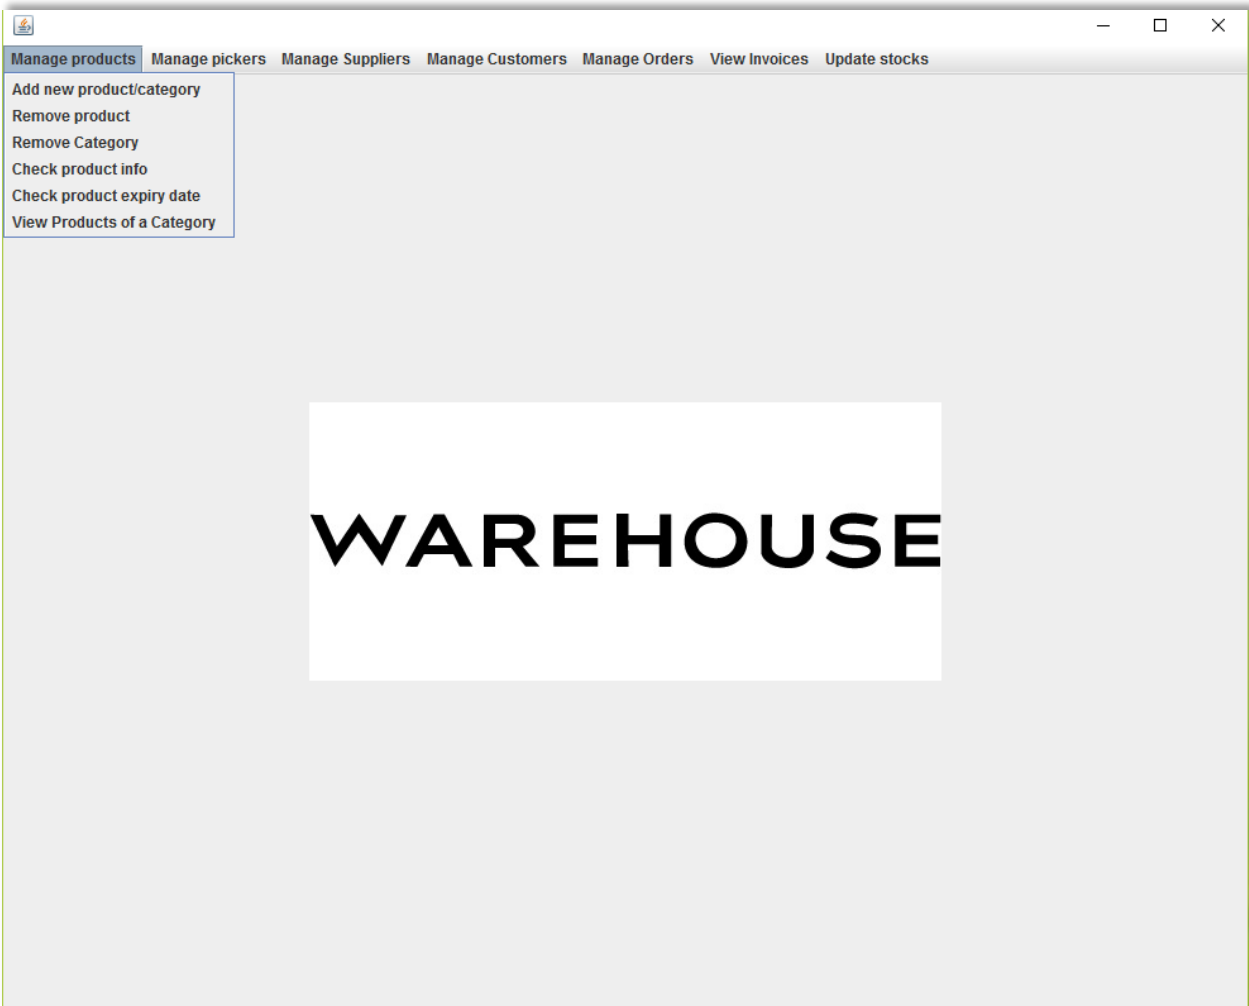 Manage products Manage pickers Manage Suppliers Manage Customers Manage Orders View Invoices Update stocks
Add new product/category
Remove product
Remove Category
Check product info
Check product expiry date
View Products of a Category
WAREHOUSE